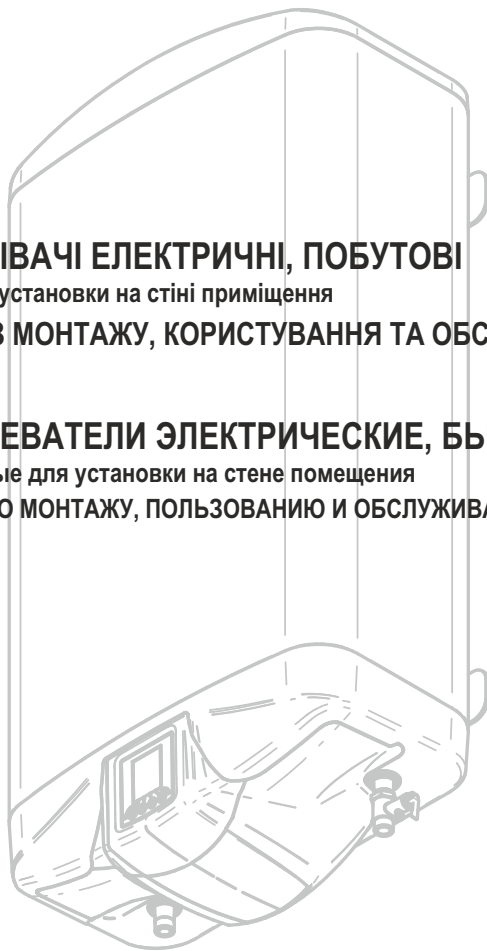 ІВАЧІ ЕЛЕКТРИЧНІ, ПОБУТОВІ
установки на стіні приміщення
З МОНТАЖУ, КОРИСТУВАННЯ ТА ОБС
ЕВАТЕЛИ ЭЛЕКТРИЧЕСКИЕ, БЫ
ые для установки на стене помещения
О МОНТАЖУ, ПОЛЬЗОВАНИЮ И ОБСЛУЖИВА